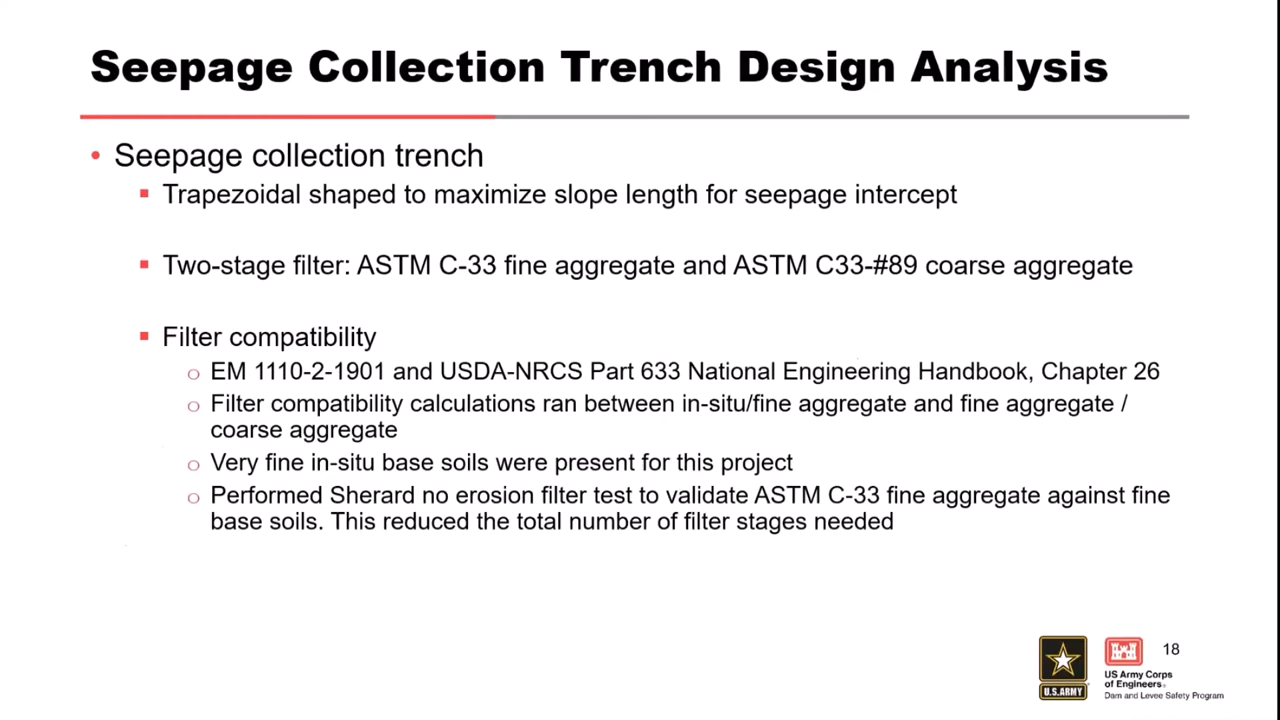 Seepage Collection Trench Design Analysis
• Seepage collection trench
▪ Trapezoidal shaped to maximize slope length for seepage intercept
▪ Two-stage filter: ASTM C-33 fine aggregate and ASTM C33-#89 coarse aggregate
▪ Filter compatibility
o EM 1110-2-1901 and USDA-NRCS Part 633 National Engineering Handbook, Chapter 26
o Filter compatibility calculations ran between in-situ/fine aggregate and fine aggregate /
coarse aggregate
o Very fine in-situ base soils were present for this project
o Performed Sherard no erosion filter test to validate ASTM C-33 fine aggregate against fine
base soils. This reduced the total number of filter stages needed
18
U.S.ARMY
US Army Corps
of Engineers®
Dam and Levee Safety Program